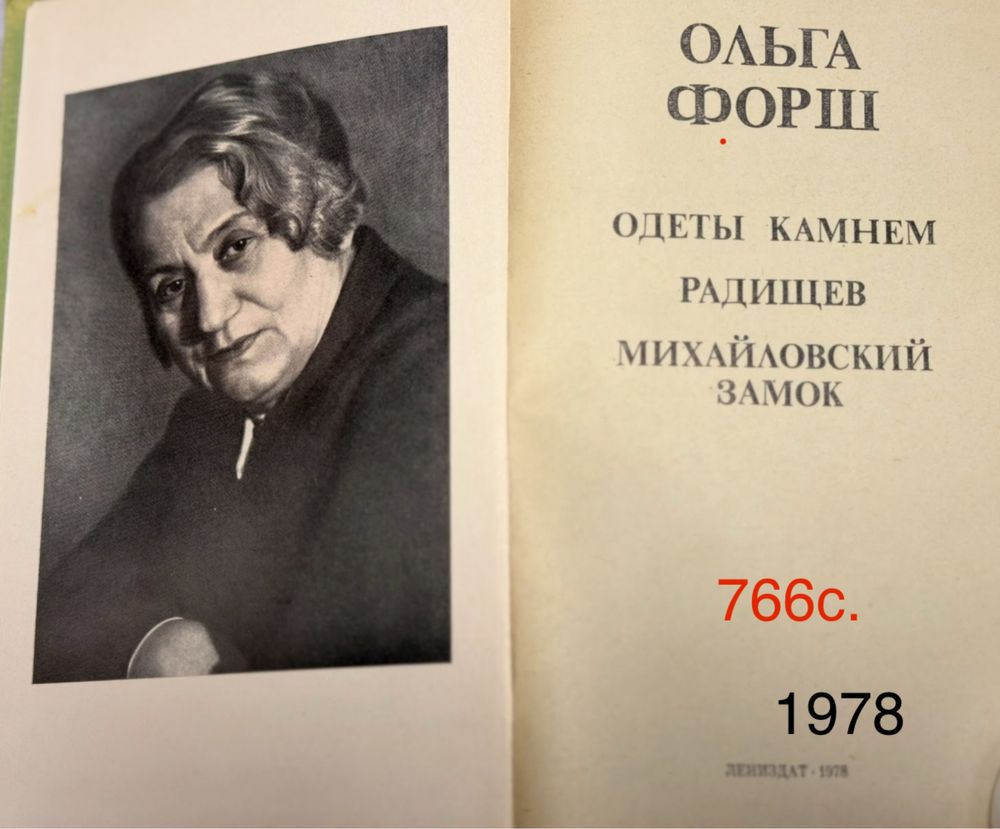 ОЛЬГА
ФОРШ
ОДЕТЫ КАМНЕМ
РАДИЩЕВ
МИХАЙЛОВСКИЙ
ЗАМОК
766с.
1978
ЛЕНИЗДАТ · 1978